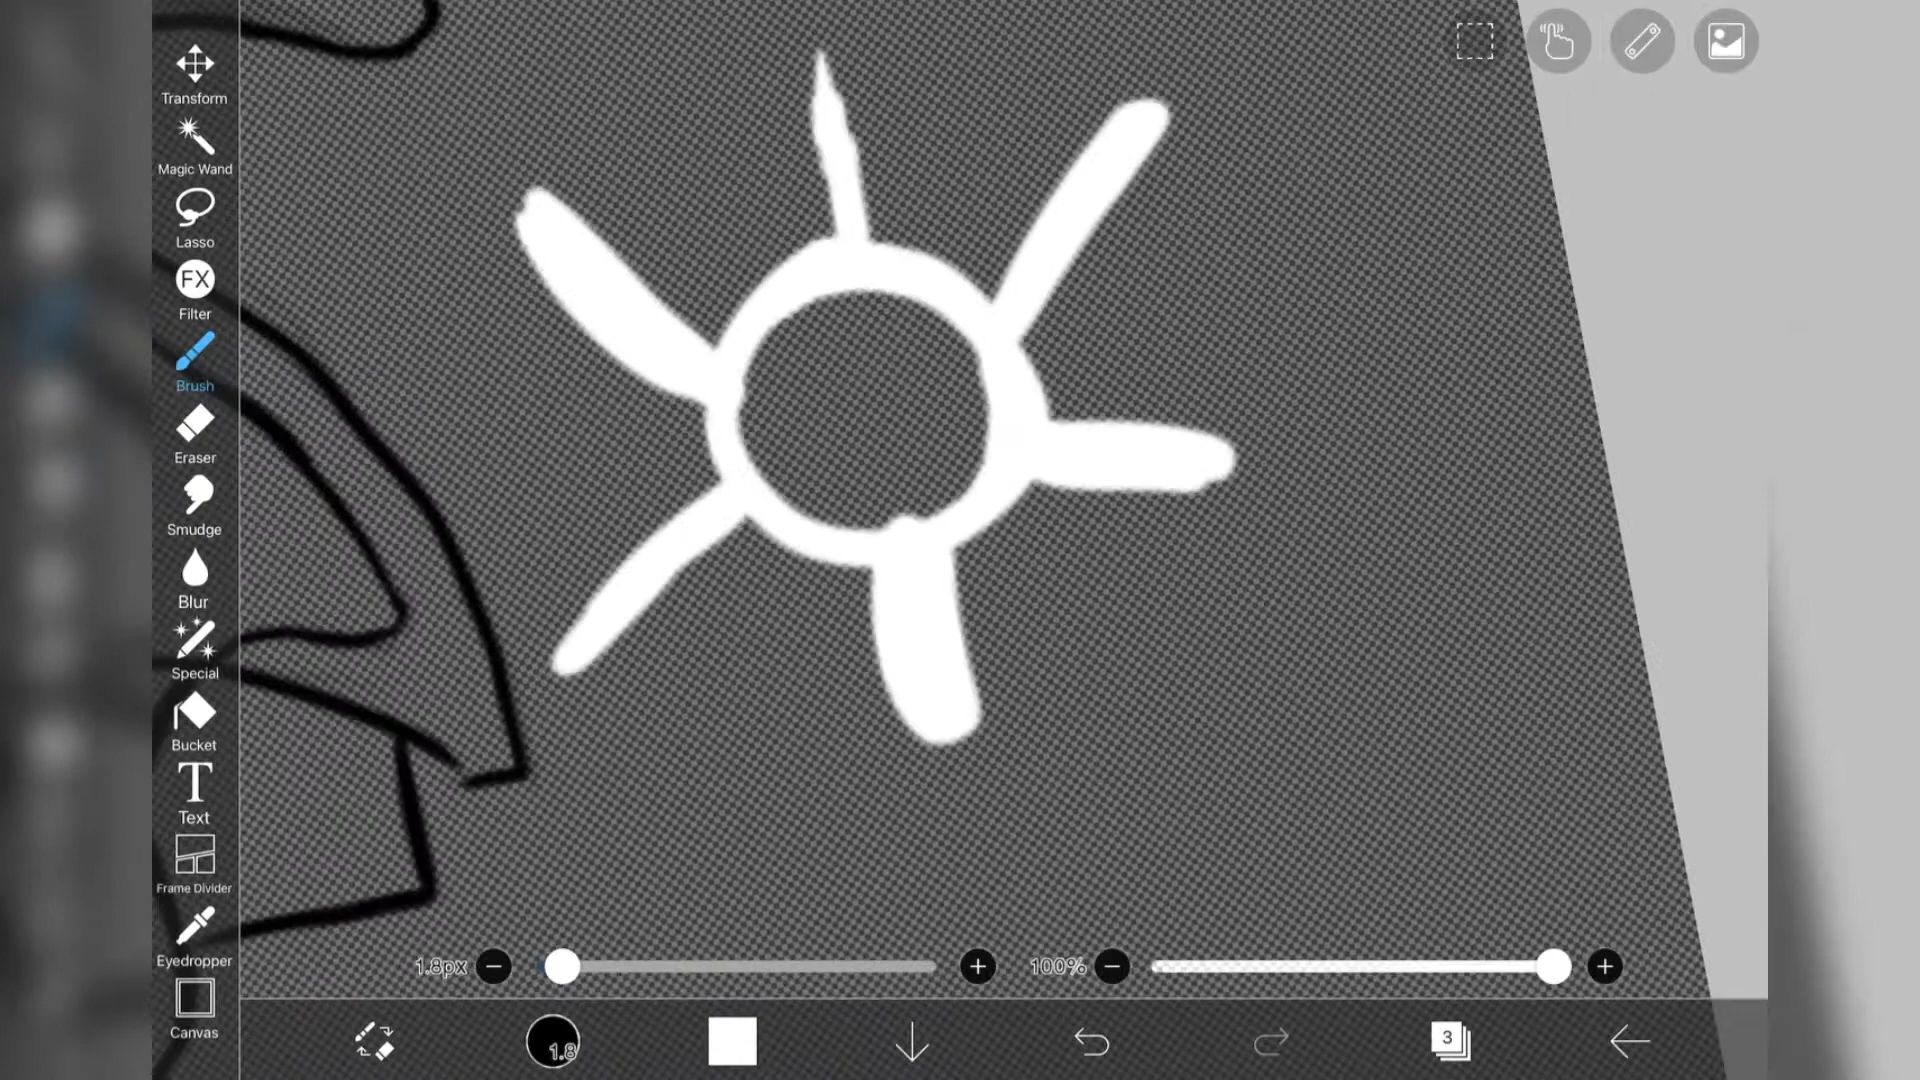 Transform
Magic Wand
Lasso
FX
Filter
Brush
Eraser
Smudge
Blur
Special
Bucket
T
Text
Frame Divider
Eyedropper
Canvas
1.8px
100%
1.8
3